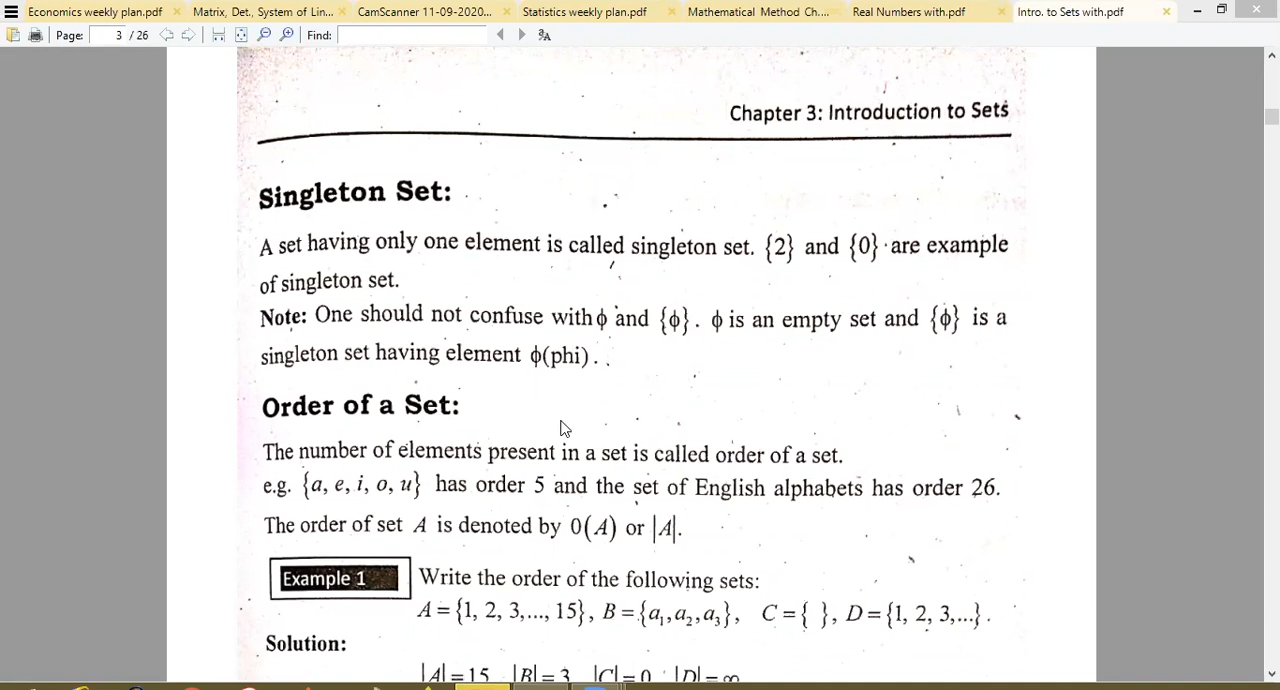 Economics weekly plan.pdf × Matrix, Det., System of Lin... × CamScanner 11-09-2020... × Statistics weekly plan.pdf × Mathematical Method Ch.... × Real Numbers with.pdf × Intro. to Sets with.pdf ×
Page: 3 / 26 Find:
Chapter 3: Introduction to Sets
Singleton Set:
A set having only one element is called singleton set. {2} and {0} are example
of singleton set.
Note: One should not confuse with ϕ and {ϕ}. ϕ is an empty set and {ϕ} is a
singleton set having element ϕ(phi).
Order of a Set:
The number of elements present in a set is called order of a set.
e.g. {a, e, i, o, u} has order 5 and the set of English alphabets has order 26.
The order of set A is denoted by 0(A) or |A|.
Example 1 Write the order of the following sets:
A = {1, 2, 3,..., 15}, B = {a₁,a₂,a₃}, C = { }, D = {1, 2, 3,...}.
Solution:
|A| = 15 |B| = 3 |C| = 0 |D| = ∞